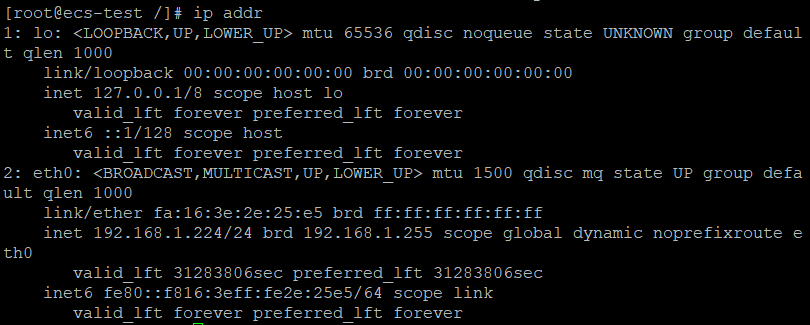 [root@ecs-test /]# ip addr
1: lo: <LOOPBACK,UP,LOWER_UP> mtu 65536 qdisc noqueue state UNKNOWN group defaul
t qlen 1000
    link/loopback 00:00:00:00:00:00 brd 00:00:00:00:00:00
    inet 127.0.0.1/8 scope host lo
       valid_lft forever preferred_lft forever
    inet6 ::1/128 scope host
       valid_lft forever preferred_lft forever
2: eth0: <BROADCAST,MULTICAST,UP,LOWER_UP> mtu 1500 qdisc mq state UP group defa
ult qlen 1000
    link/ether fa:16:3e:2e:25:e5 brd ff:ff:ff:ff:ff:ff
    inet 192.168.1.224/24 brd 192.168.1.255 scope global dynamic noprefixroute e
th0
       valid_lft 31283806sec preferred_lft 31283806sec
    inet6 fe80::f816:3eff:fe2e:25e5/64 scope link
       valid_lft forever preferred_lft forever